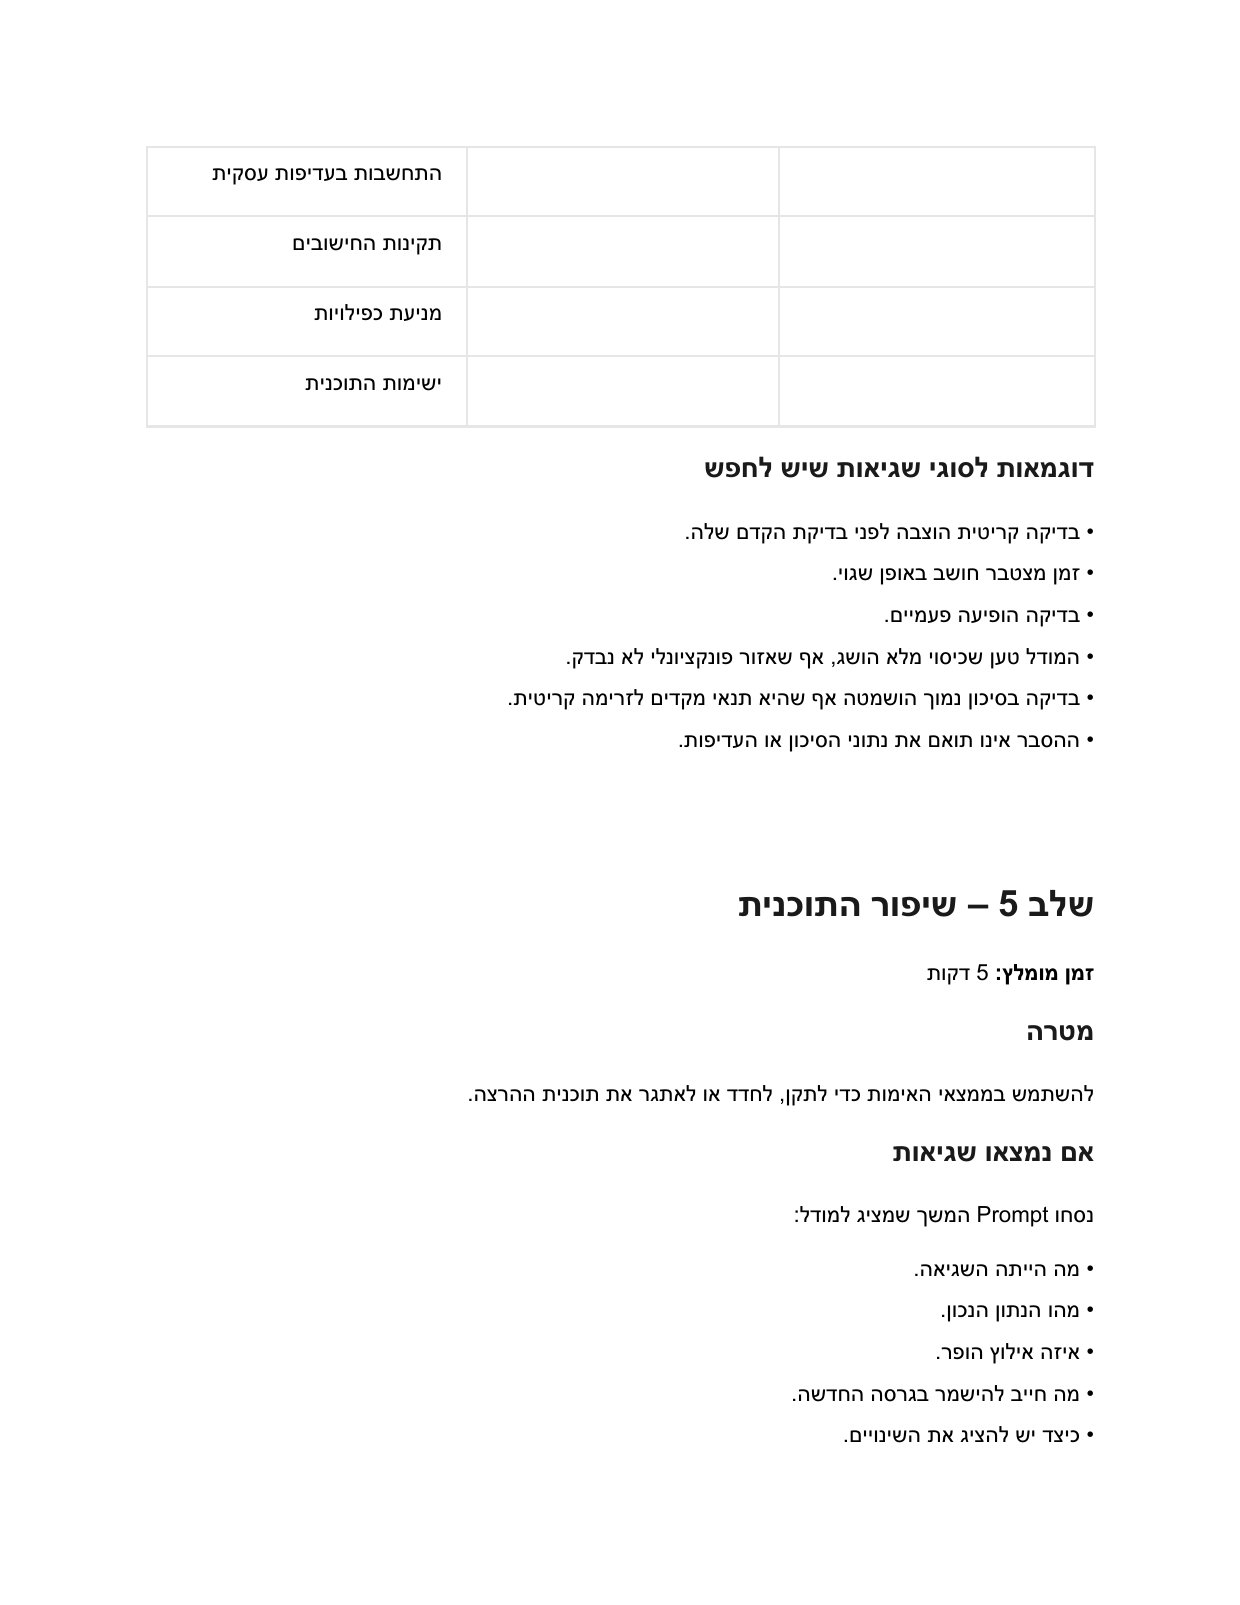 התחשבות בעדיפות עסקית
תקינות החישובים
מניעת כפילויות
ישימות התוכנית
דוגמאות לסוגי שגיאות שיש לחפש
• בדיקה קריטית הוצבה לפני בדיקת הקדם שלה.
• זמן מצטבר חושב באופן שגוי.
• בדיקה הופיעה פעמיים.
• המודל טען שכיסוי מלא הושג, אף שאזור פונקציונלי לא נבדק.
• בדיקה בסיכון נמוך הושמטה אף שהיא תנאי מקדים לזרימה קריטית.
• ההסבר אינו תואם את נתוני הסיכון או העדיפות.
שלב 5 – שיפור התוכנית
זמן מומלץ: 5 דקות
מטרה
להשתמש בממצאי האימות כדי לתקן, לחדד או לאתגר את תוכנית ההרצה.
אם נמצאו שגיאות
נסחו Prompt המשך שמציג למודל:
• מה הייתה השגיאה.
• מהו הנתון הנכון.
• איזה אילוץ הופר.
• מה חייב להישמר בגרסה החדשה.
• כיצד יש להציג את השינויים.